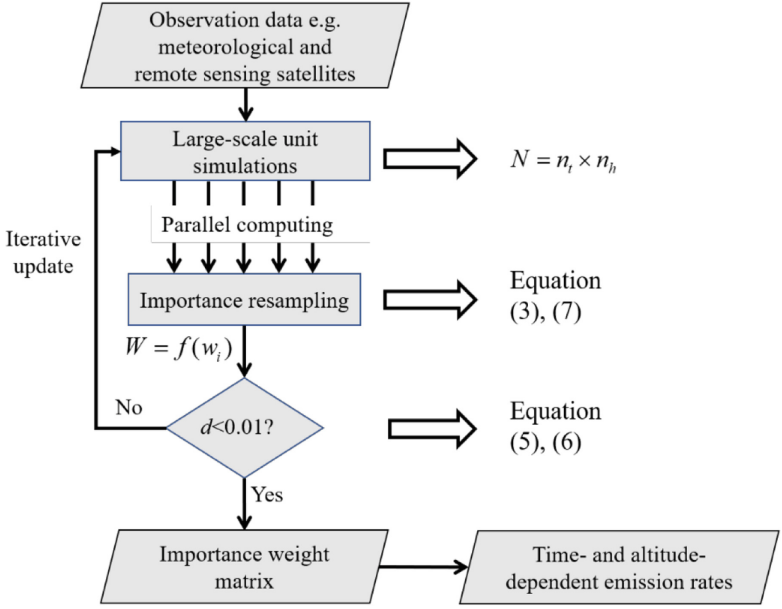 Observation data e.g.
meteorological and
remote sensing satellites
Large-scale unit
simulations
N = n_t × n_h
Parallel computing
Iterative
update
Importance resampling
Equation
(3), (7)
W = f(w_i)
No
d<0.01?
Equation
(5), (6)
Yes
Importance weight
matrix
Time- and altitude-
dependent emission rates